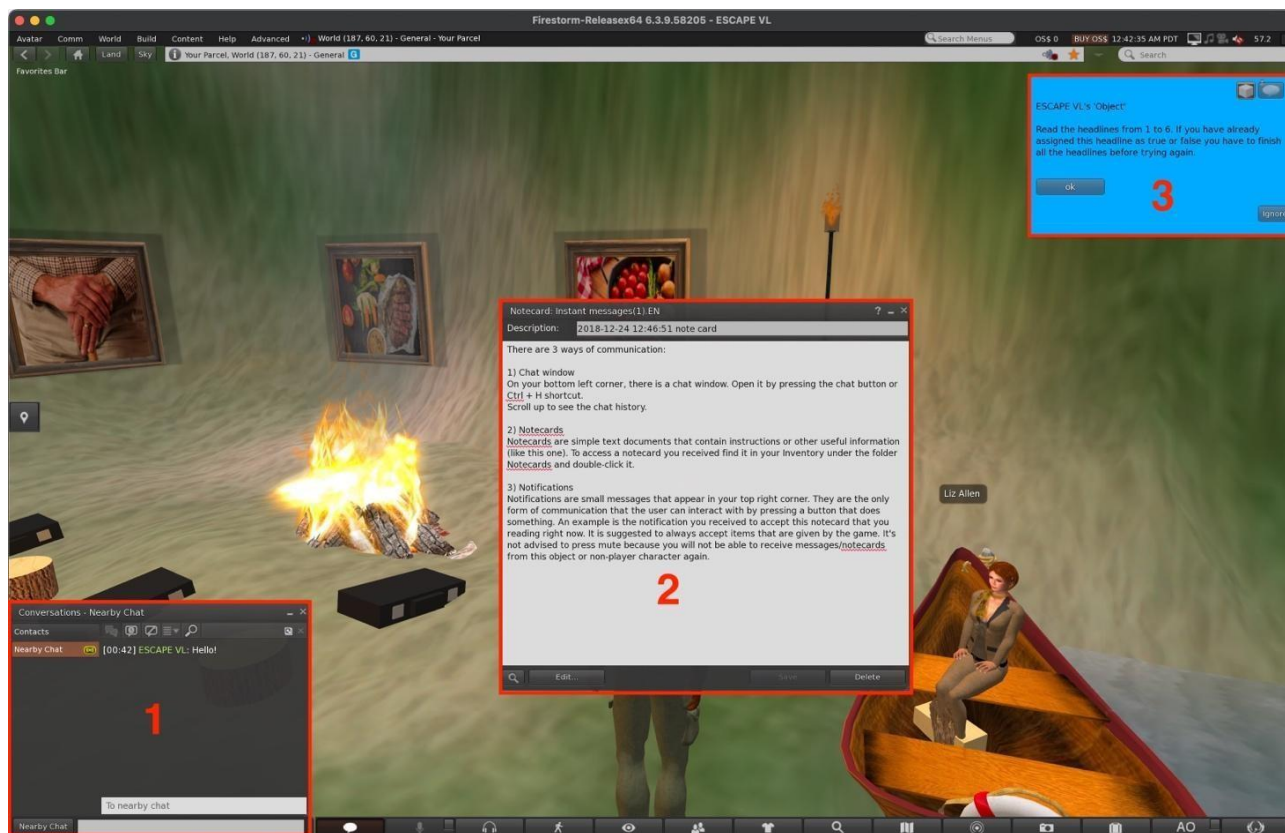 Firestorm-Releasex64 6.3.9.58205 - ESCAPE VL
Avatar Comm World Build Content Help Advanced World (187, 60, 21) - General - Your Parcel Search Menus OS$ 0 BUY OS$ 12:42:35 AM PDT 57.2
Land Sky Your Parcel, World (187, 60, 21) - General G Search
Favorites Bar
ESCAPE VL's 'Object'
Read the headlines from 1 to 6. If you have already
assigned this headline as true or false you have to finish
all the headlines before trying again.
ok
3
Ignore
Notecard: Instant messages(1).EN
Description: 2018-12-24 12:46:51 note card
There are 3 ways of communication:
1) Chat window
On your bottom left corner, there is a chat window. Open it by pressing the chat button or
Ctrl + H shortcut.
Scroll up to see the chat history.
2) Notecards
Notecards are simple text documents that contain instructions or other useful information
(like this one). To access a notecard you received find it in your Inventory under the folder
Notecards and double-click it.
3) Notifications
Notifications are small messages that appear in your top right corner. They are the only
form of communication that the user can interact with by pressing a button that does
something. An example is the notification you received to accept this notecard that you
reading right now. It is suggested to always accept items that are given by the game. It's
not advised to press mute because you will not be able to receive messages/notecards
from this object or non-player character again.
2
Edit... Save Delete
Liz Allen
Conversations - Nearby Chat
Contacts
Nearby Chat [00:42] ESCAPE VL: Hello!
1
To nearby chat
Nearby Chat
AO